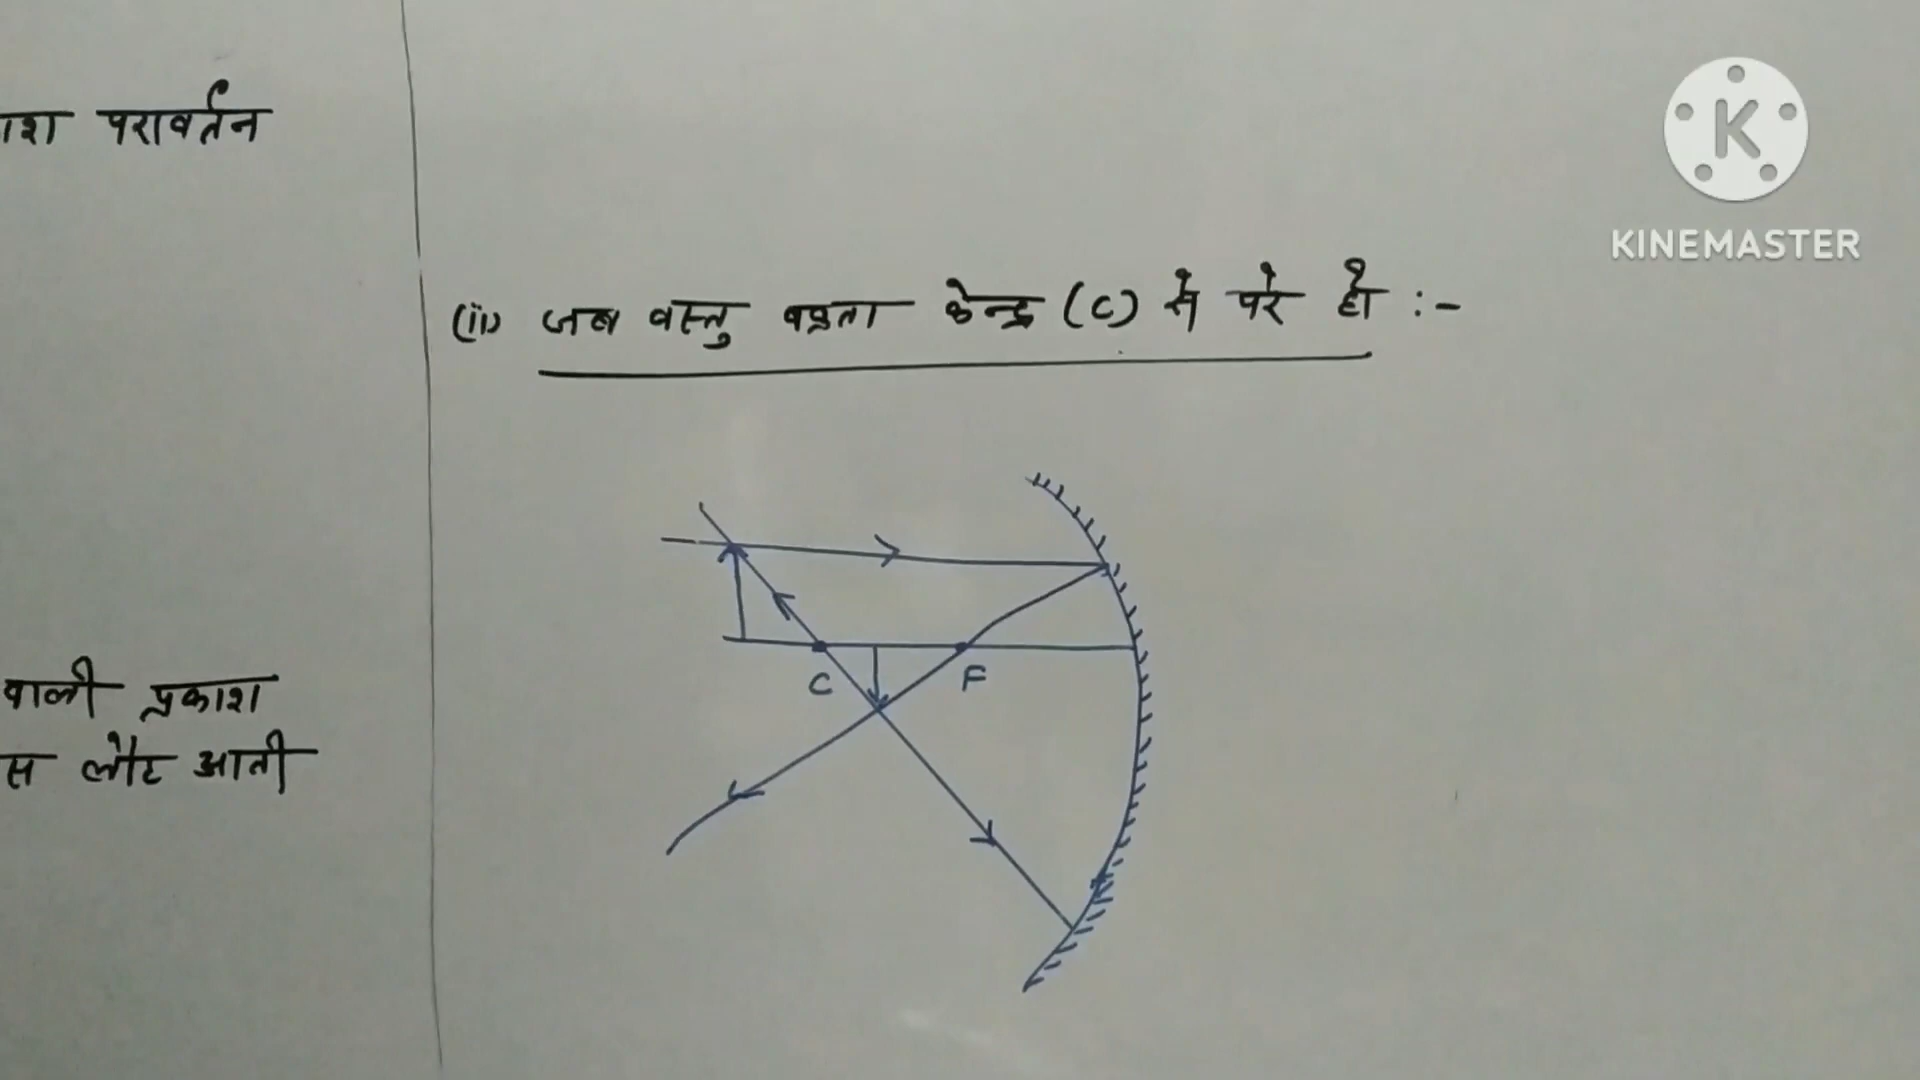 ाश परावर्तन
(ii) जब वस्तु वक्रता केन्द्र (C) से परे हो :-
C
F
वाली प्रकाश
स लौट आती
K
KINEMASTER